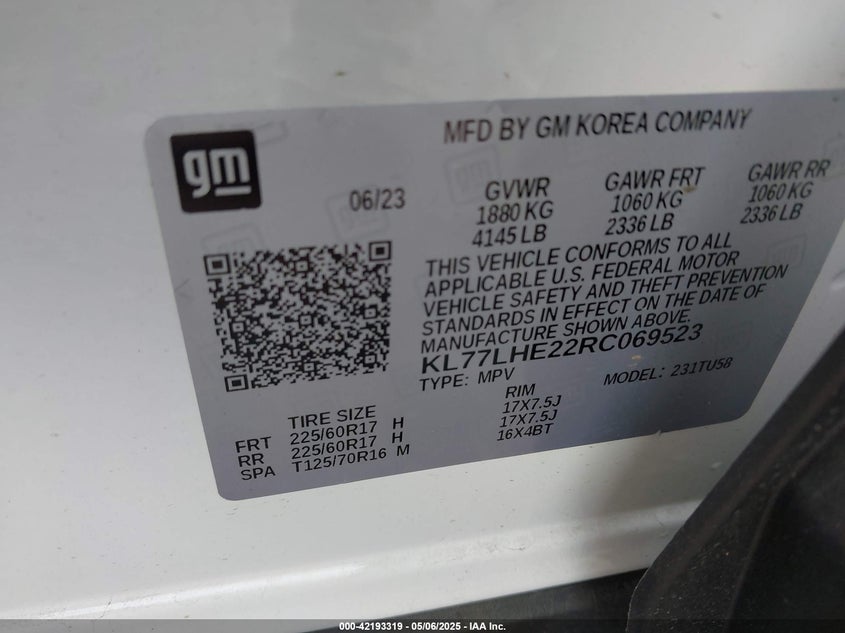 gm
MFD BY GM KOREA COMPANY
06/23
GVWR GAWR FRT GAWR RR
1880 KG 1060 KG 1060 KG
4145 LB 2336 LB 2336 LB
THIS VEHICLE CONFORMS TO ALL
APPLICABLE U.S. FEDERAL MOTOR
VEHICLE SAFETY AND THEFT PREVENTION
STANDARDS IN EFFECT ON THE DATE OF
MANUFACTURE SHOWN ABOVE.
KL77LHE22RC069523
TYPE: MPV MODEL: 231TU58
TIRE SIZE RIM
FRT 225/60R17 H 17X7.5J
RR 225/60R17 H 17X7.5J
SPA T125/70R16 M 16X4BT
000-42193319 - 05/06/2025 - IAA Inc.